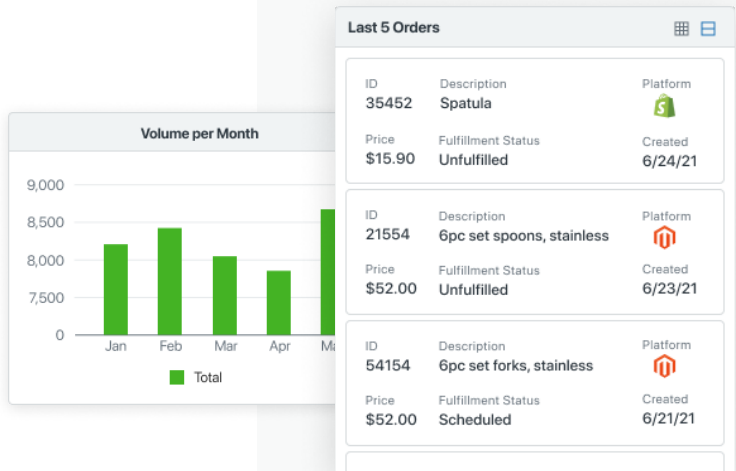 Last 5 Orders
ID Description Platform
35452 Spatula
Price Fulfillment Status Created
$15.90 Unfulfilled 6/24/21
ID Description Platform
21554 6pc set spoons, stainless
Price Fulfillment Status Created
$52.00 Unfulfilled 6/23/21
ID Description Platform
54154 6pc set forks, stainless
Price Fulfillment Status Created
$52.00 Scheduled 6/21/21
Volume per Month
9,000
8,500
8,000
7,500
0
Jan Feb Mar Apr
Total